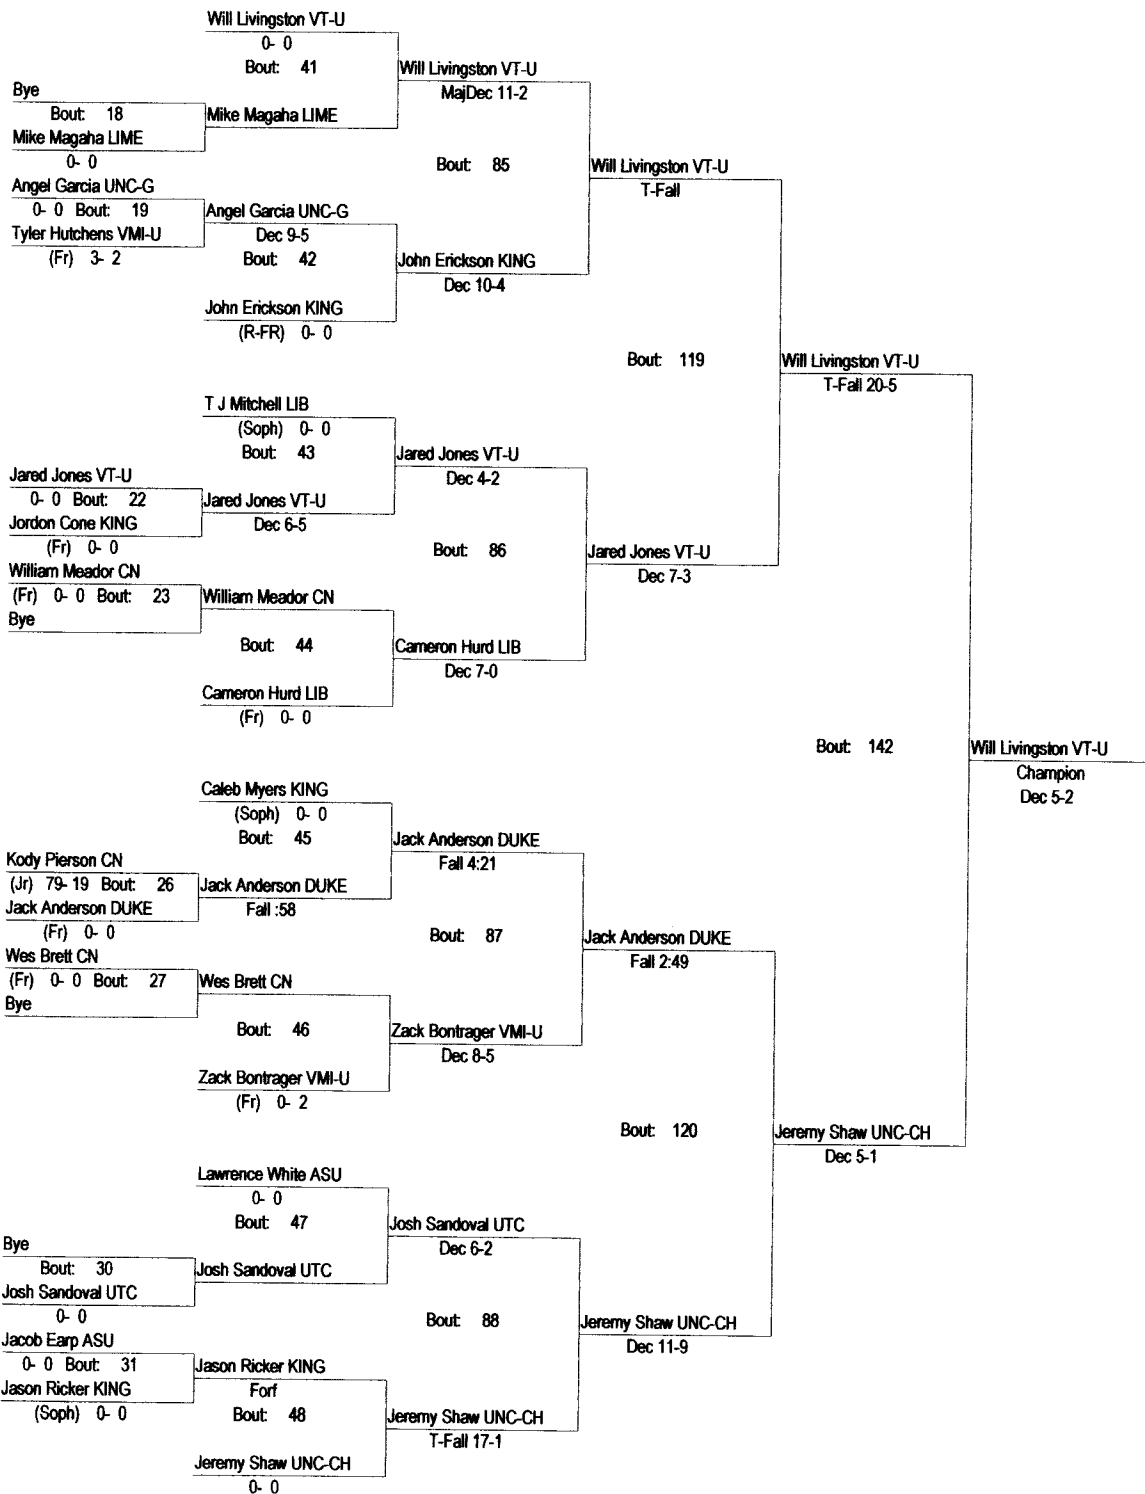 Will Livingston VT-U
0- 0
Bout: 41
Will Livingston VT-U
MajDec 11-2
Bye
Bout: 18
Mike Magaha LIME
Mike Magaha LIME
0- 0
Bout: 85
Will Livingston VT-U
T-Fall
Angel Garcia UNC-G
0- 0 Bout: 19
Angel Garcia UNC-G
Tyler Hutchens VMI-U
Dec 9-5
(Fr) 3- 2
Bout: 42
John Erickson KING
Dec 10-4
John Erickson KING
(R-FR) 0- 0
Bout: 119
Will Livingston VT-U
T-Fall 20-5
T J Mitchell LIB
(Soph) 0- 0
Bout: 43
Jared Jones VT-U
Dec 4-2
Jared Jones VT-U
0- 0 Bout: 22
Jared Jones VT-U
Jordon Cone KING
Dec 6-5
(Fr) 0- 0
Bout: 86
Jared Jones VT-U
Dec 7-3
William Meador CN
(Fr) 0- 0 Bout: 23
William Meador CN
Bye
Bout: 44
Cameron Hurd LIB
Dec 7-0
Cameron Hurd LIB
(Fr) 0- 0
Bout: 142
Will Livingston VT-U
Champion
Dec 5-2
Caleb Myers KING
(Soph) 0- 0
Bout: 45
Jack Anderson DUKE
Fall 4:21
Kody Pierson CN
(Jr) 79- 19 Bout: 26
Jack Anderson DUKE
Jack Anderson DUKE
Fall :58
(Fr) 0- 0
Bout: 87
Jack Anderson DUKE
Fall 2:49
Wes Brett CN
(Fr) 0- 0 Bout: 27
Wes Brett CN
Bye
Bout: 46
Zack Bontrager VMI-U
Dec 8-5
Zack Bontrager VMI-U
(Fr) 0- 2
Bout: 120
Jeremy Shaw UNC-CH
Dec 5-1
Lawrence White ASU
0- 0
Bout: 47
Josh Sandoval UTC
Dec 6-2
Bye
Bout: 30
Josh Sandoval UTC
Josh Sandoval UTC
0- 0
Bout: 88
Jeremy Shaw UNC-CH
Dec 11-9
Jacob Earp ASU
0- 0 Bout: 31
Jason Ricker KING
Jason Ricker KING
Forf
(Soph) 0- 0
Bout: 48
Jeremy Shaw UNC-CH
T-Fall 17-1
Jeremy Shaw UNC-CH
0- 0